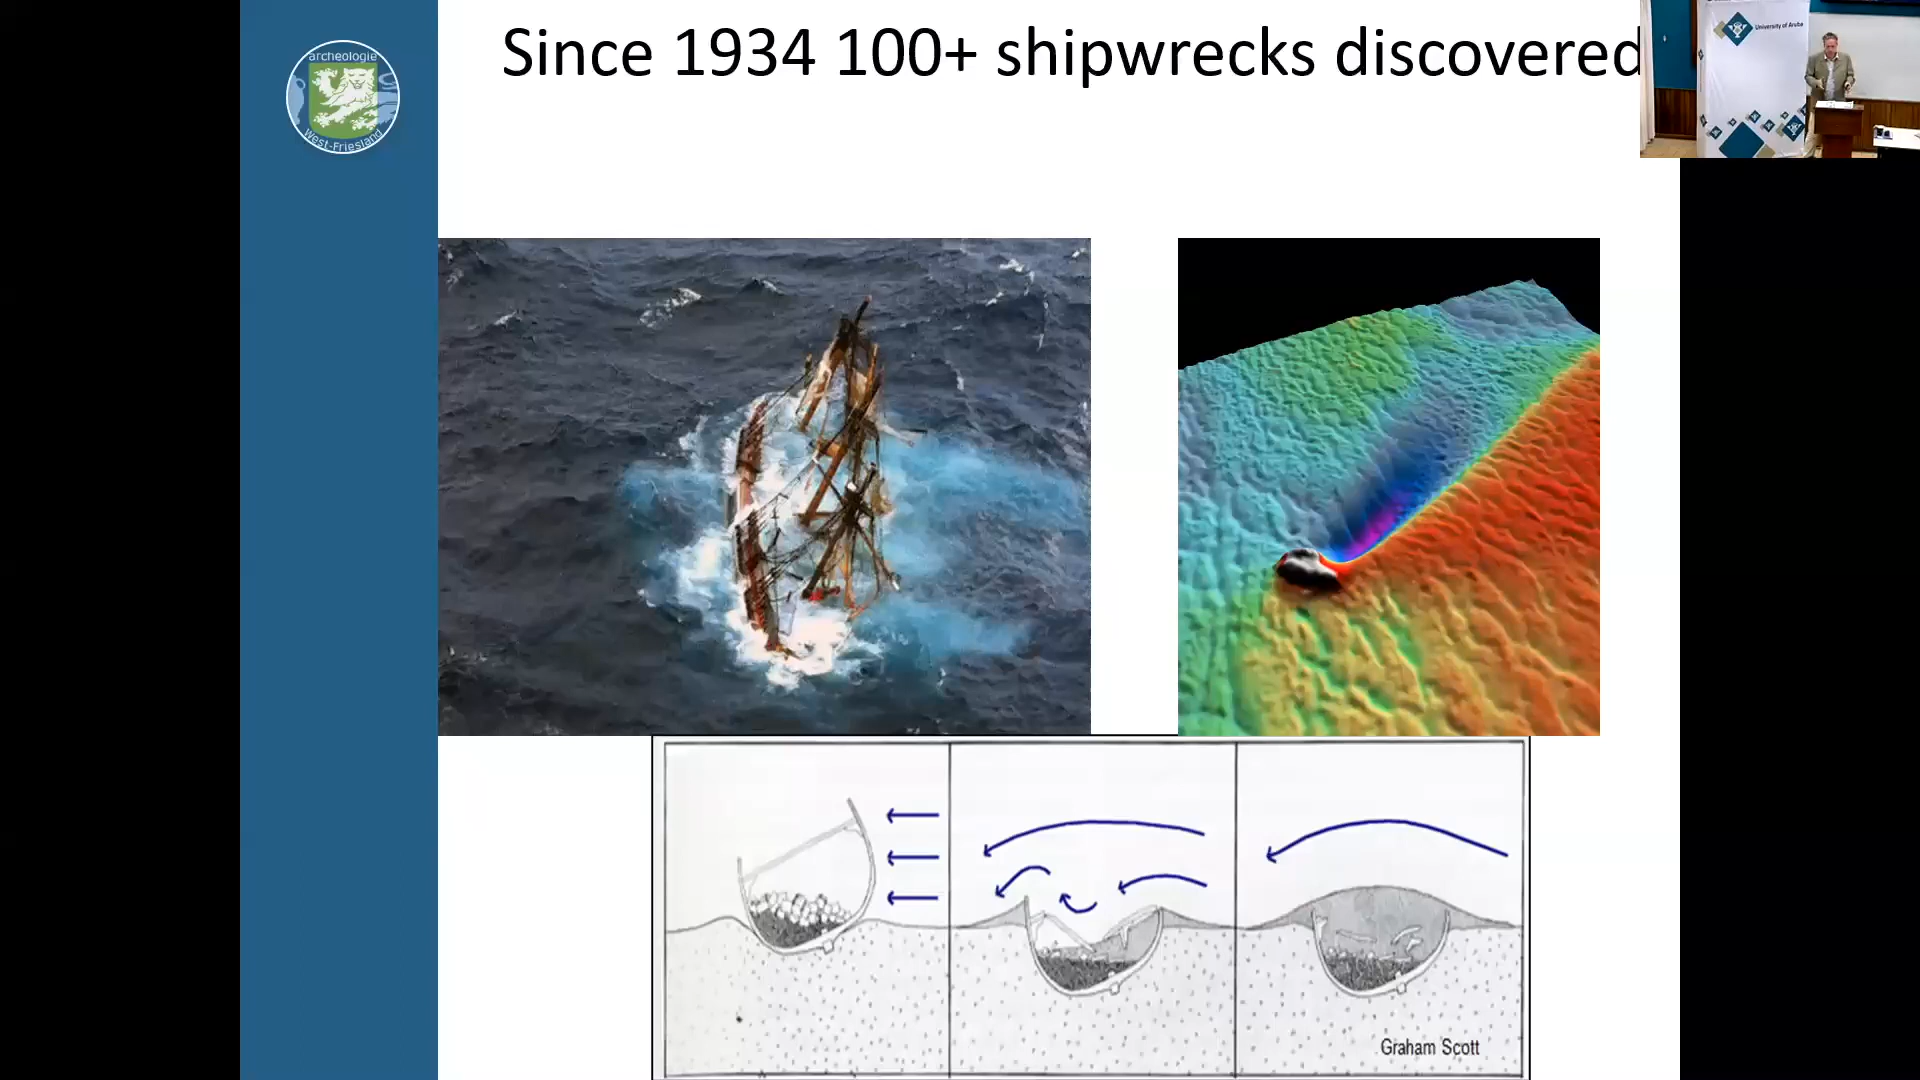 archeologie
West-Friesland
Since 1934 100+ shipwrecks discovered
University of Aruba
Graham Scott